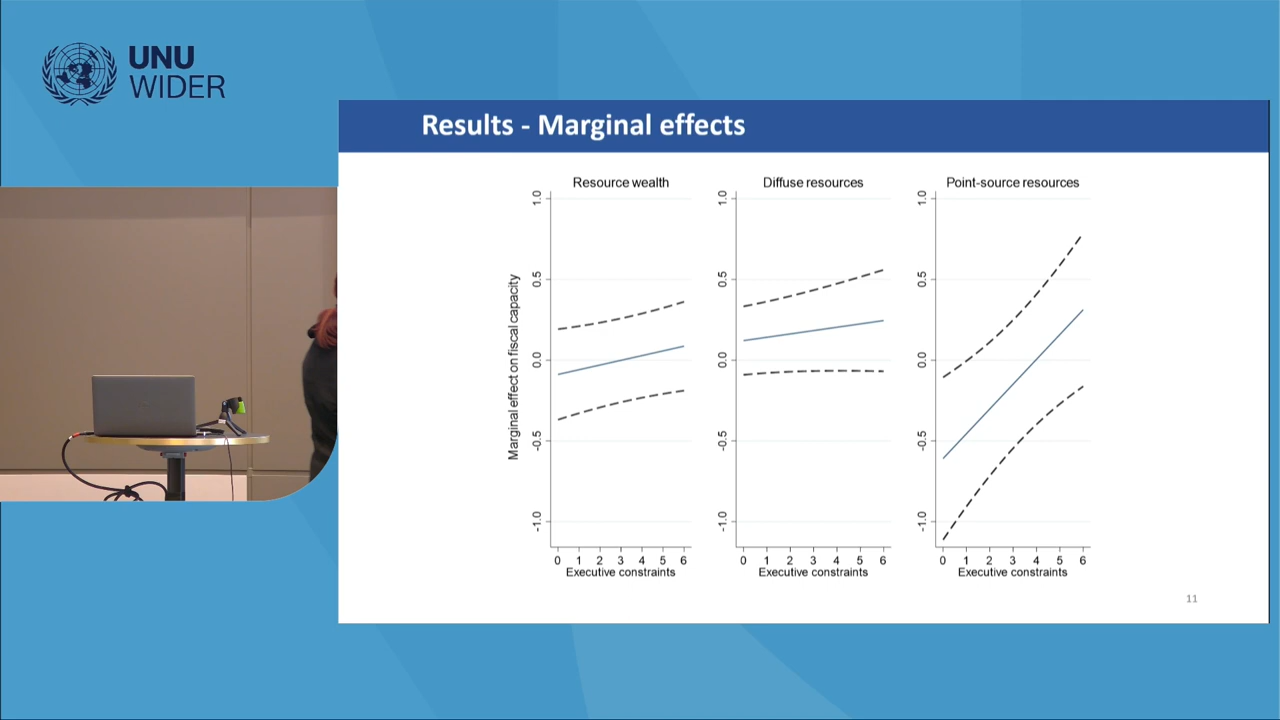 UNU
WIDER
Results - Marginal effects
Resource wealth
Diffuse resources
Point-source resources
Marginal effect on fiscal capacity
1.0
0.5
0.0
-0.5
-1.0
1.0
0.5
0.0
-0.5
-1.0
1.0
0.5
0.0
-0.5
-1.0
0 1 2 3 4 5 6
0 1 2 3 4 5 6
0 1 2 3 4 5 6
Executive constraints
Executive constraints
Executive constraints
11